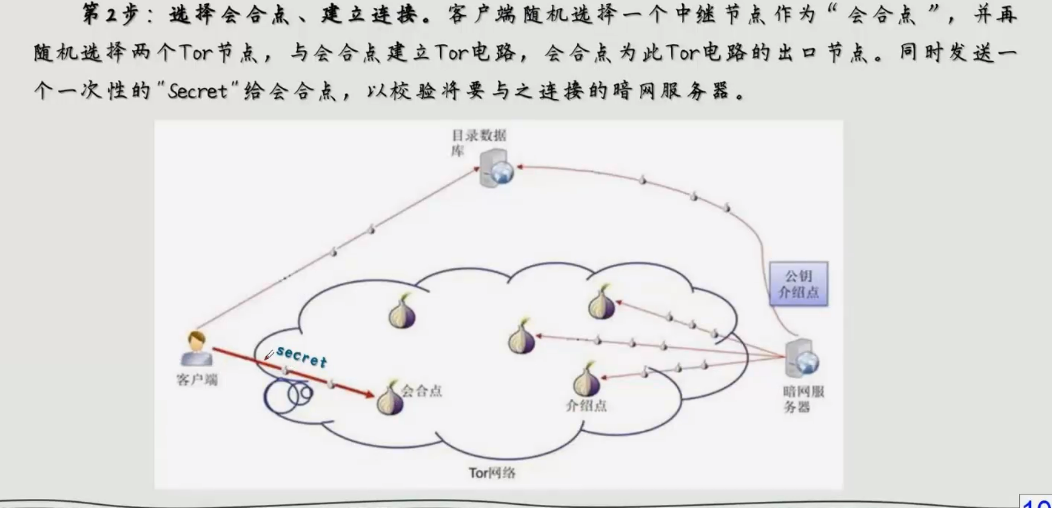 第2步：选择会合点、建立连接。客户端随机选择一个中继节点作为“会合点”，并再
随机选择两个Tor节点，与会合点建立Tor电路，会合点为此Tor电路的出口节点。同时发送一
个一次性的"Secret"给会合点，以校验将要与之连接的暗网服务器。
目录数据
库
公钥
介绍点
secret
客户端
会合点
介绍点
暗网服
务器
Tor网络